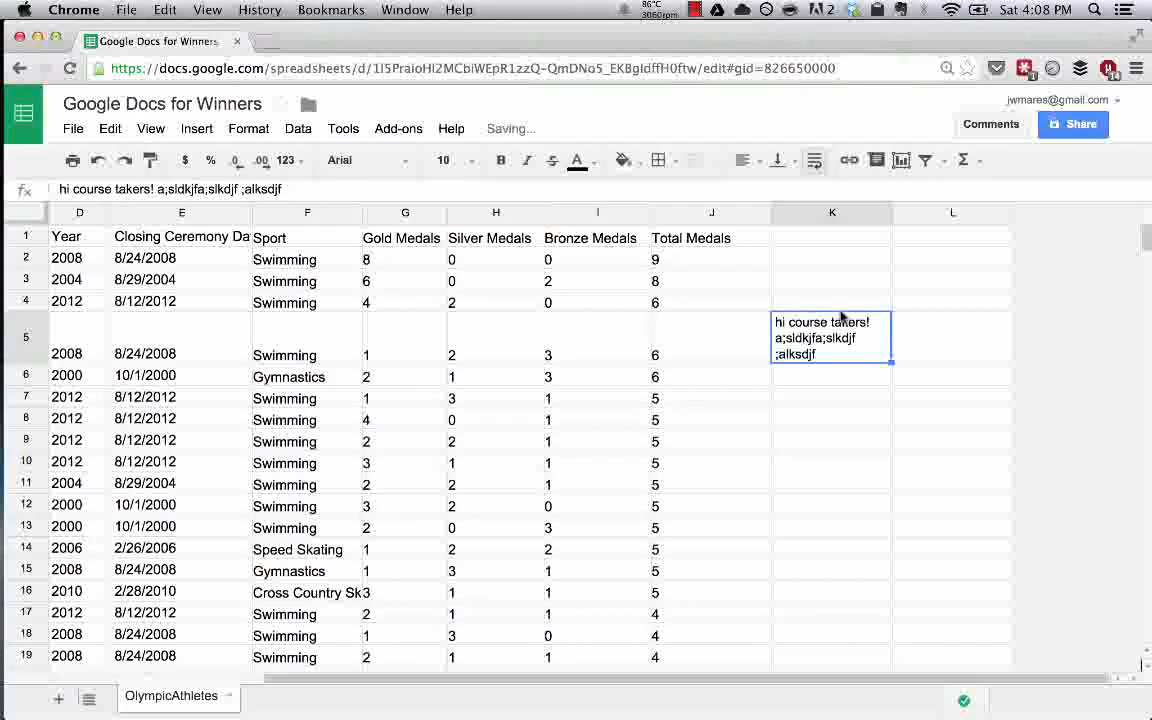 Chrome File Edit View History Bookmarks Window Help 86°C 3060rpm 2 Sat 4:08 PM
Google Docs for Winners
https://docs.google.com/spreadsheets/d/
Google Docs for Winners jwmares@gmail.com
File Edit View Insert Format Data Tools Add-ons Help Saving... Comments Share
$ % .0 .00 123 Arial 10 B I S A Σ
fx hi course takers! a;sldkjfa;slkdjf ;alksdjf
D E F G H I J K L
1 Year Closing Ceremony Da Sport Gold Medals Silver Medals Bronze Medals Total Medals
2 2008 8/24/2008 Swimming 8 0 0 9
3 2004 8/29/2004 Swimming 6 0 2 8
4 2012 8/12/2012 Swimming 4 2 0 6
hi course takers!
a;sldkjfa;slkdjf
;alksdjf
5 2008 8/24/2008 Swimming 1 2 3 6
6 2000 10/1/2000 Gymnastics 2 1 3 6
7 2012 8/12/2012 Swimming 1 3 1 5
8 2012 8/12/2012 Swimming 4 0 1 5
9 2012 8/12/2012 Swimming 2 2 1 5
10 2012 8/12/2012 Swimming 3 1 1 5
11 2004 8/29/2004 Swimming 2 2 1 5
12 2000 10/1/2000 Swimming 3 2 0 5
13 2000 10/1/2000 Swimming 2 0 3 5
14 2006 2/26/2006 Speed Skating 1 2 2 5
15 2008 8/24/2008 Gymnastics 1 3 1 5
16 2010 2/28/2010 Cross Country Sk 3 1 1 5
17 2012 8/12/2012 Swimming 2 1 1 4
18 2008 8/24/2008 Swimming 1 3 0 4
19 2008 8/24/2008 Swimming 2 1 1 4
OlympicAthletes